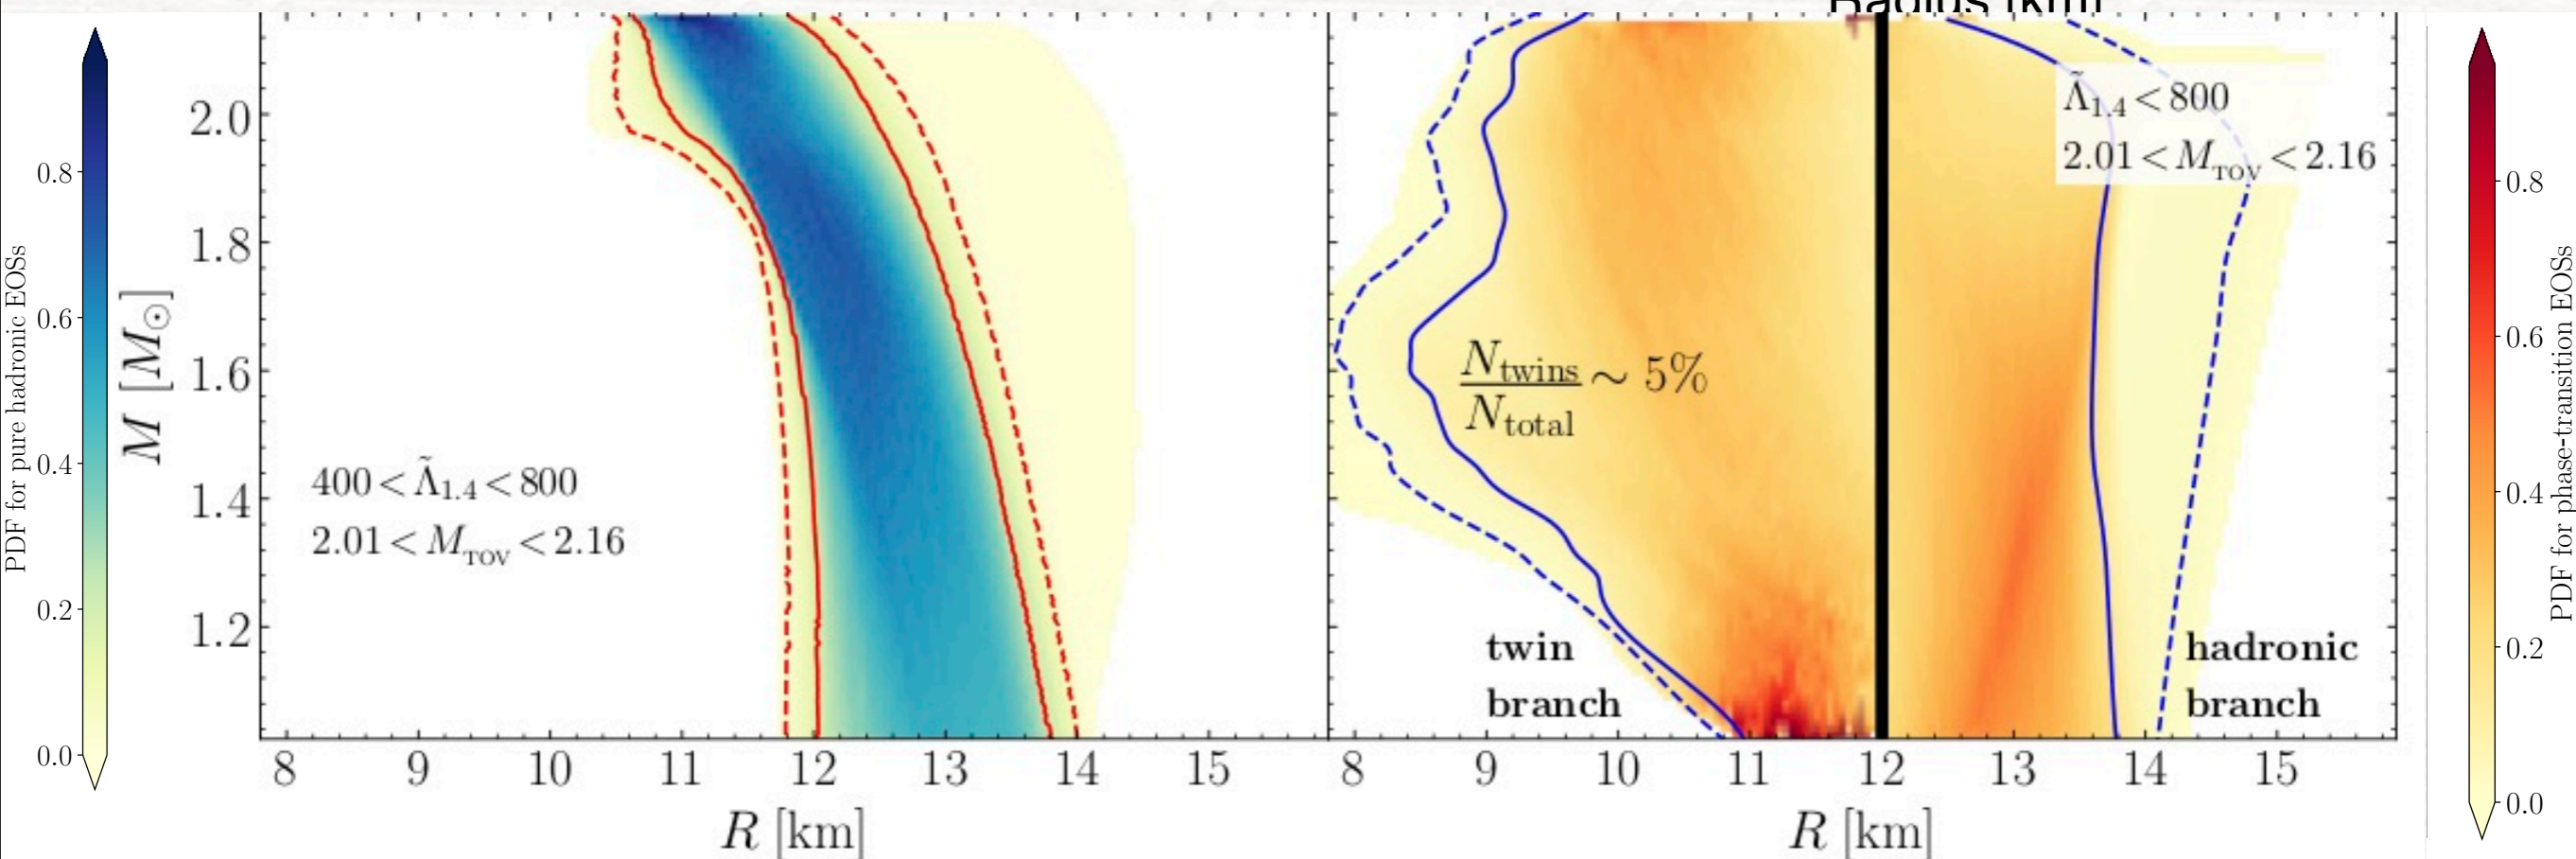 Radius [km]
PDF for pure hadronic EOSs
0.8
0.6
0.4
0.2
0.0
M [M⊙]
2.0
1.8
1.6
1.4
1.2
400 < Λ̃1.4 < 800
2.01 < MTOV < 2.16
8 9 10 11 12 13 14 15
R [km]
Λ̃1.4 < 800
2.01 < MTOV < 2.16
Ntwins
Ntotal
~ 5%
twin
branch
hadronic
branch
8 9 10 11 12 13 14 15
R [km]
PDF for phase-transition EOSs
0.8
0.6
0.4
0.2
0.0